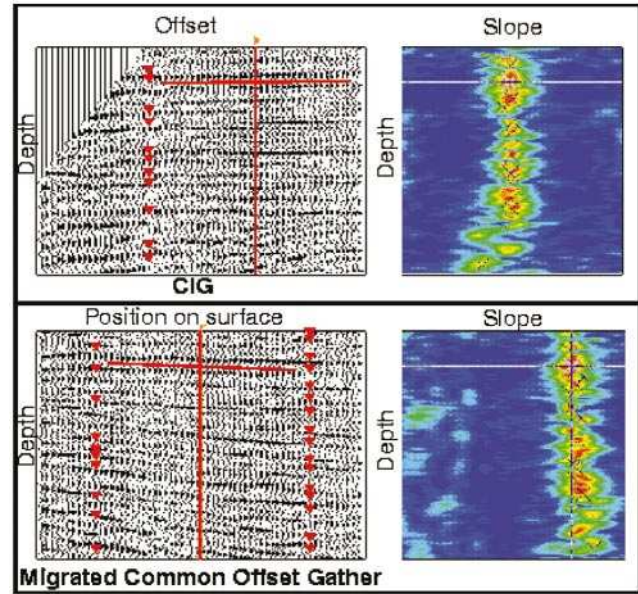 Offset
Slope
Depth
Depth
CIG
Position on surface
Slope
Depth
Depth
Migrated Common Offset Gather